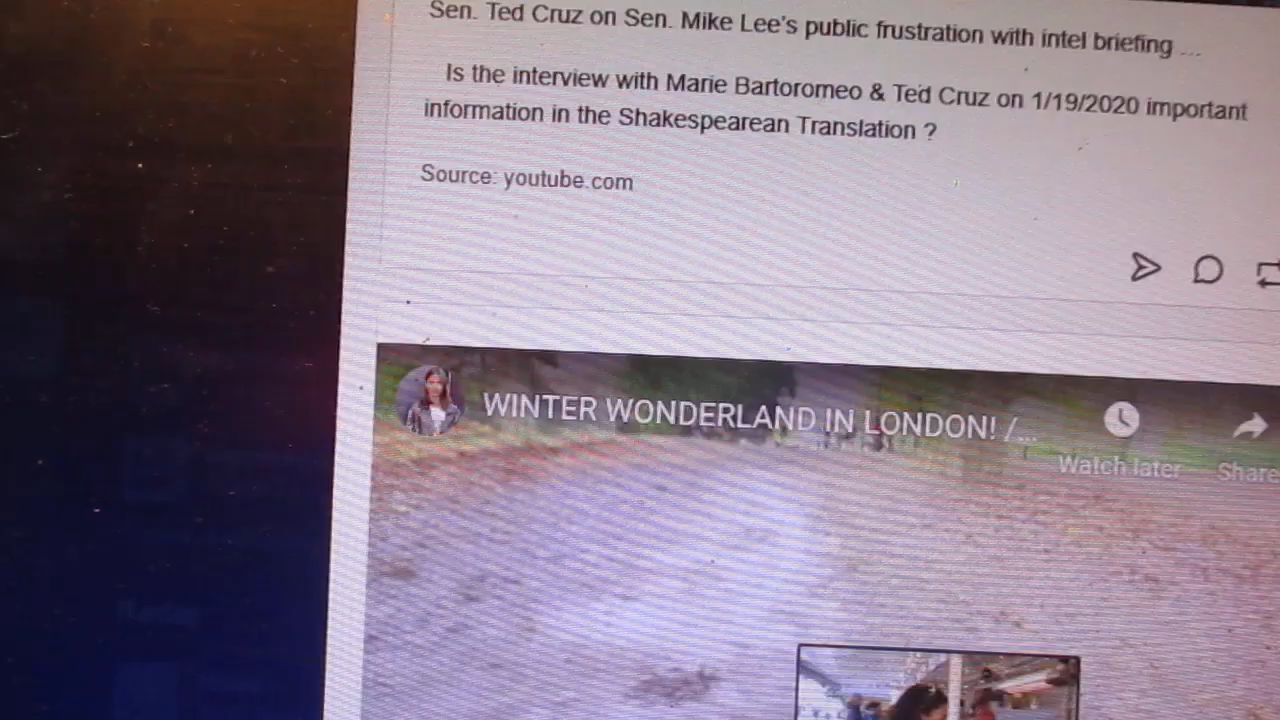 Sen. Ted Cruz on Sen. Mike Lee's public frustration with intel briefing ...
Is the interview with Marie Bartoromeo & Ted Cruz on 1/19/2020 important
information in the Shakespearean Translation ?
Source: youtube.com
WINTER WONDERLAND IN LONDON! /...
Watch later
Share